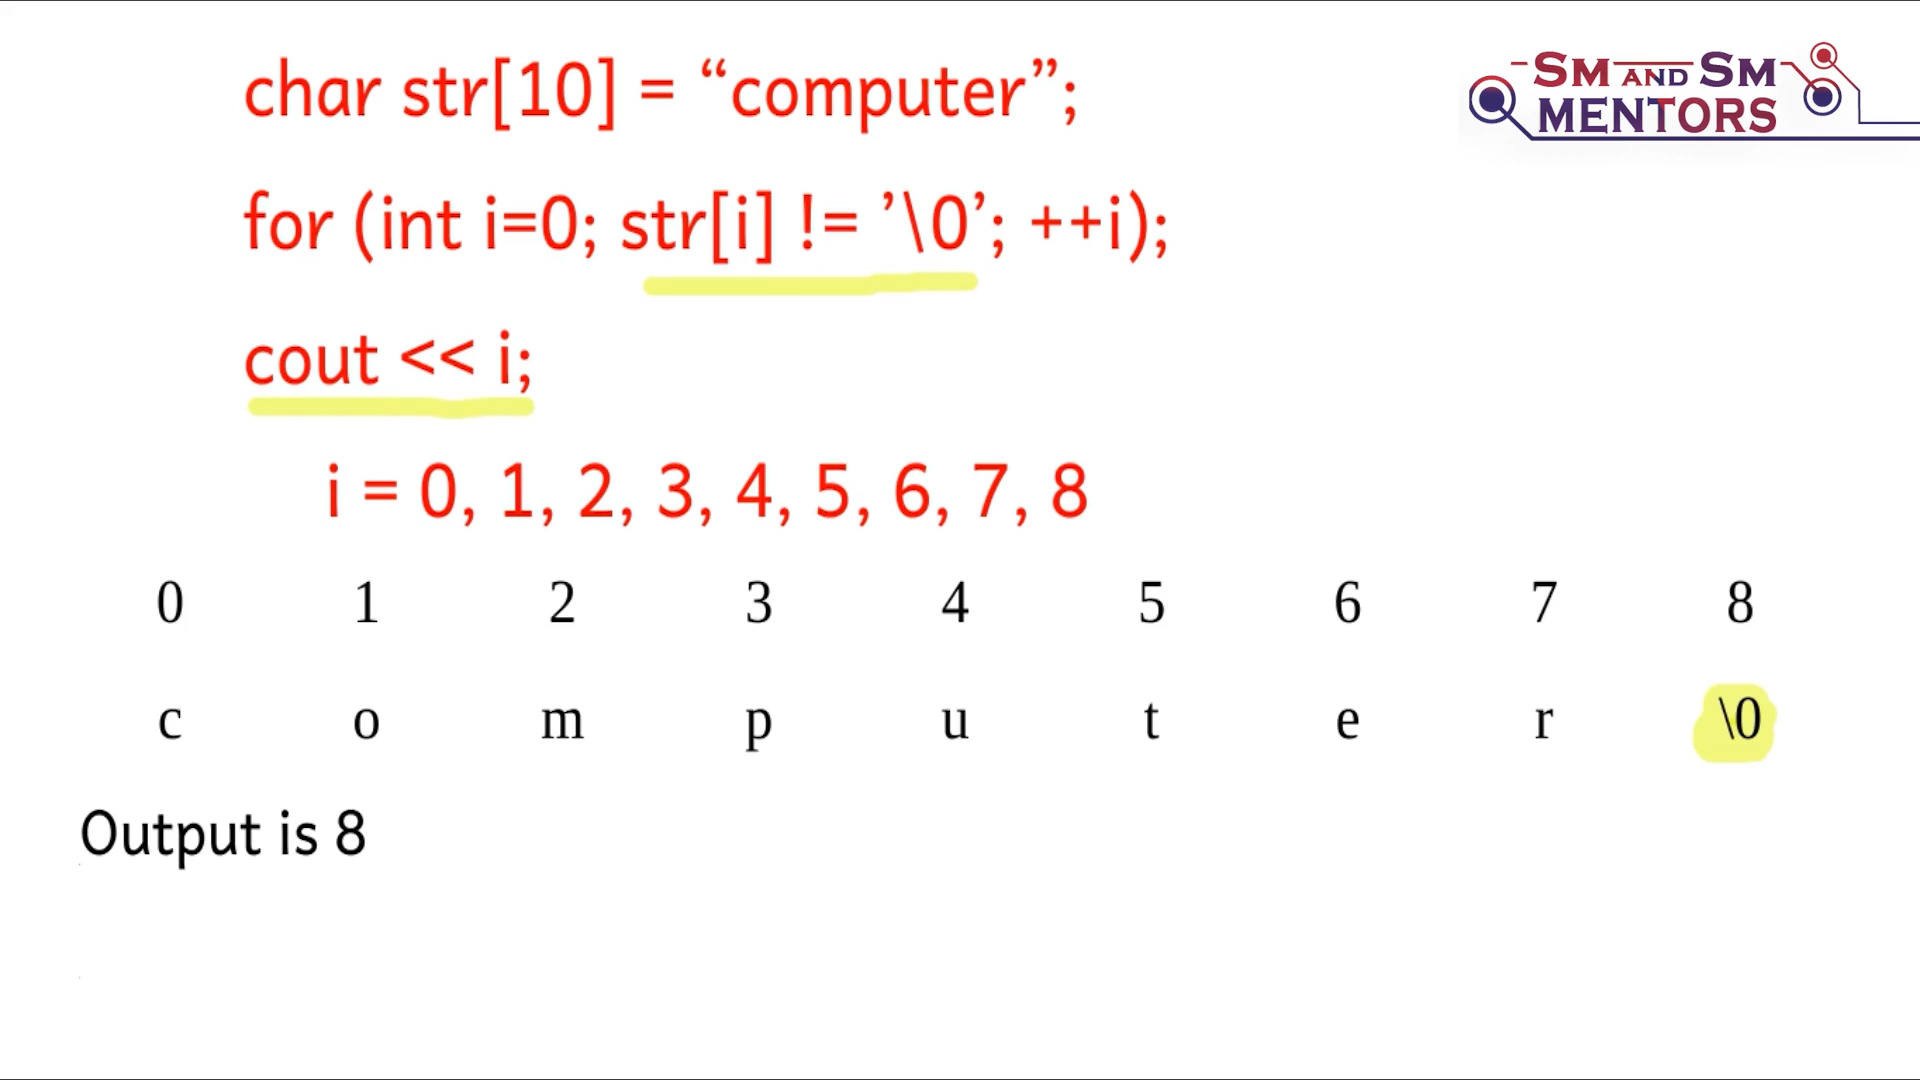 char str[10] = “computer”;
SM AND SM
MENTORS
for (int i=0; str[i] != ’\0’; ++i);
cout << i;
i = 0, 1, 2, 3, 4, 5, 6, 7, 8
0 1 2 3 4 5 6 7 8
c o m p u t e r \0
Output is 8